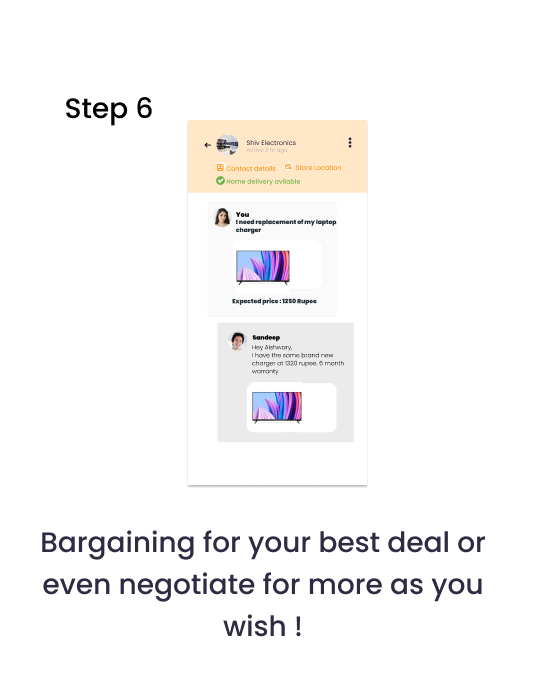 Step 6
Shiv Electronics
Active 2 hr ago
Contact details
Store Location
Home delivery avilable
You
I need replacement of my laptop
charger
Expected price : 1250 Rupee
Sandeep
Hey Aishwary,
I have the same brand new
charger at 1320 rupee. 6 month
warranty
Bargaining for your best deal or
even negotiate for more as you
wish !